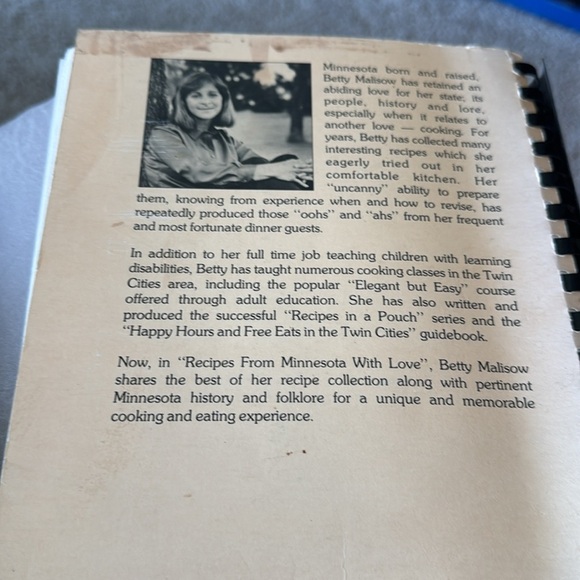 Minnesota born and raised,
Betty Malisow has retained an
abiding love for her state, its
people, history and lore,
especially when it relates to
another love — cooking. For
years, Betty has collected many
interesting recipes which she
eagerly tried out in her
comfortable kitchen. Her
"uncanny" ability to prepare
them, knowing from experience when and how to revise, has
repeatedly produced those "oohs" and "ahs" from her frequent
and most fortunate dinner guests.
In addition to her full time job teaching children with learning
disabilities, Betty has taught numerous cooking classes in the Twin
Cities area, including the popular "Elegant but Easy" course
offered through adult education. She has also written and
produced the successful "Recipes in a Pouch" series and the
"Happy Hours and Free Eats in the Twin Cities" guidebook.
Now, in "Recipes From Minnesota With Love", Betty Malisow
shares the best of her recipe collection along with pertinent
Minnesota history and folklore for a unique and memorable
cooking and eating experience.